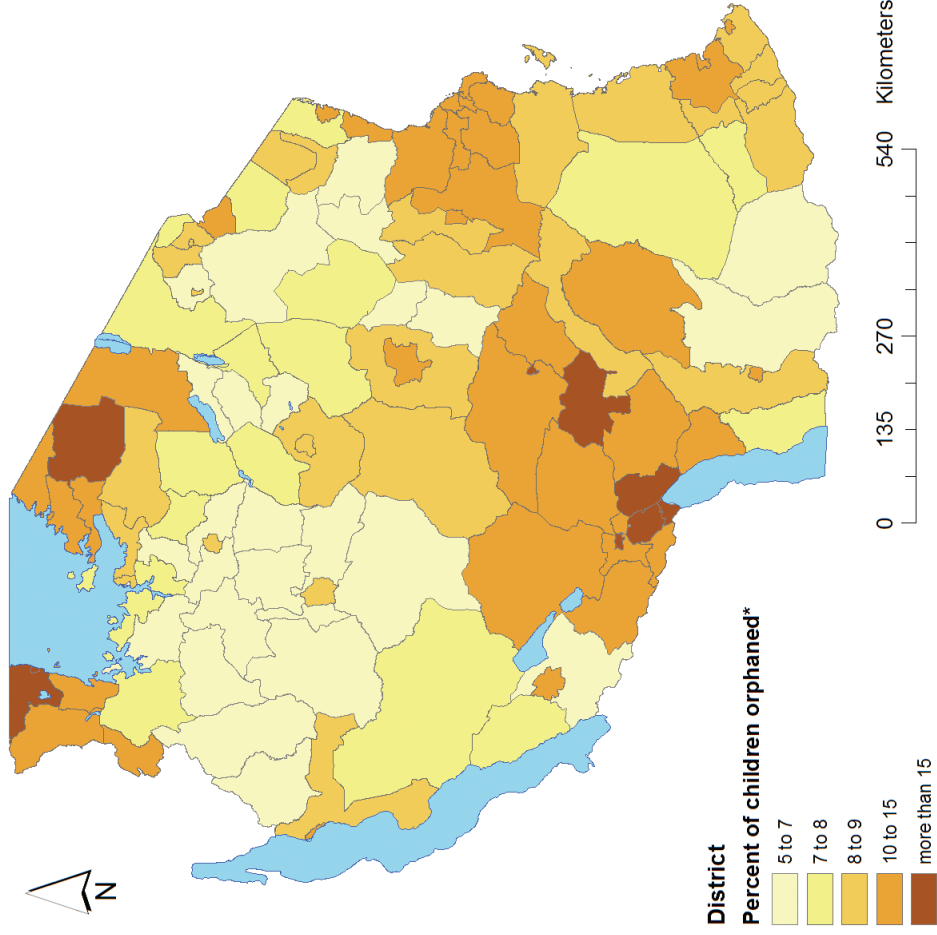 N
District
Percent of children orphaned*
5 to 7
7 to 8
8 to 9
10 to 15
more than 15
0 135 270 540 Kilometers